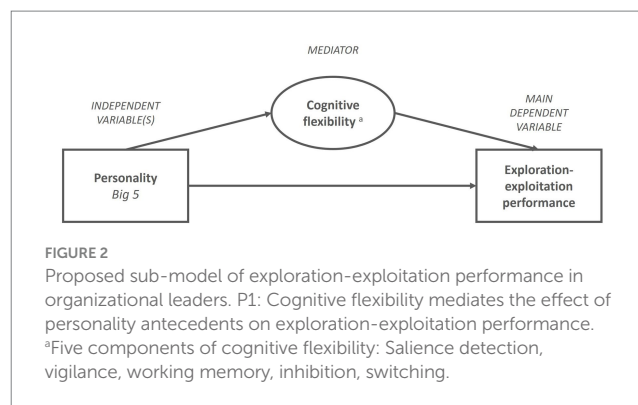 MEDIATOR
INDEPENDENT
VARIABLE(S)
Cognitive
flexibility a
MAIN
DEPENDENT
VARIABLE
Personality
Big 5
Exploration-
exploitation
performance
FIGURE 2
Proposed sub-model of exploration-exploitation performance in
organizational leaders. P1: Cognitive flexibility mediates the effect of
personality antecedents on exploration-exploitation performance.
aFive components of cognitive flexibility: Salience detection,
vigilance, working memory, inhibition, switching.